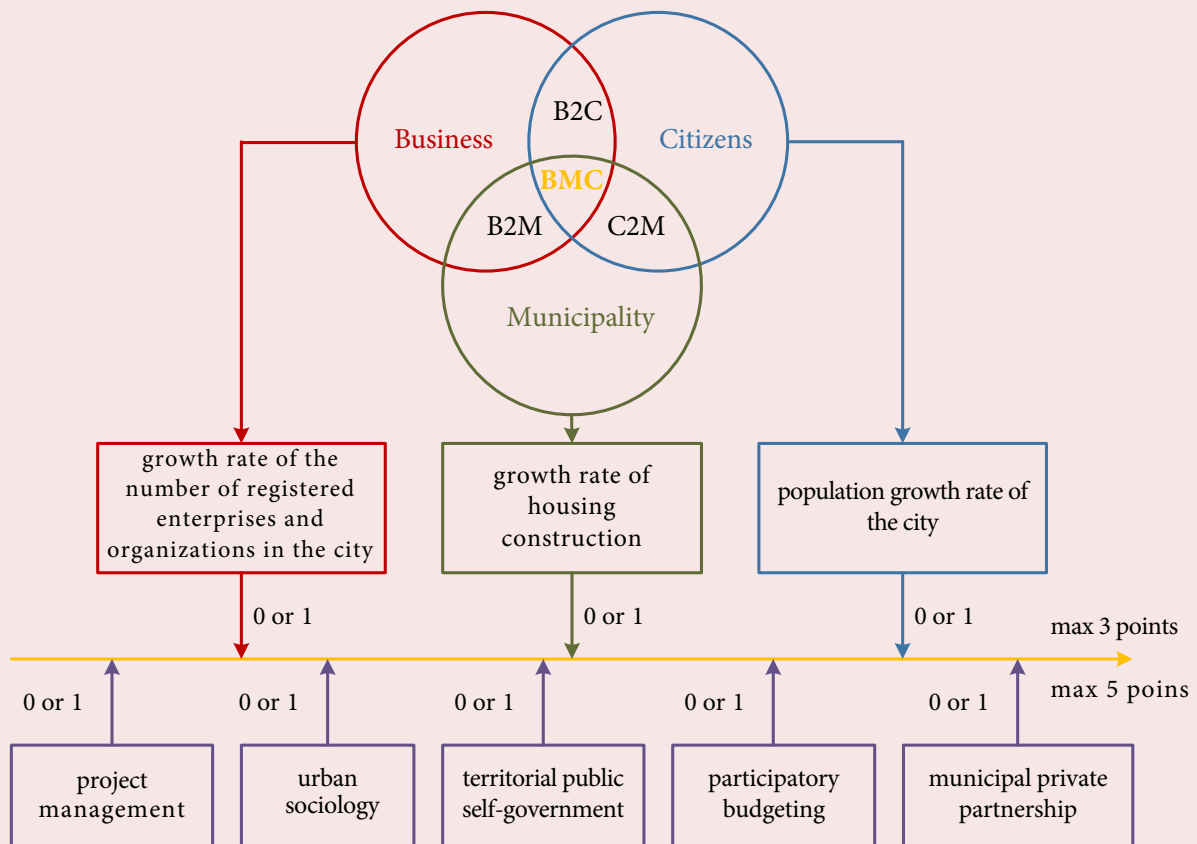 B2C
Business
Citizens
BMC
B2M
C2M
Municipality
growth rate of the
number of registered
enterprises and
organizations in the city
growth rate of
housing
construction
population growth rate of
the city
0 or 1
0 or 1
0 or 1
max 3 points
max 5 poins
0 or 1
0 or 1
0 or 1
0 or 1
0 or 1
project
management
urban
sociology
territorial public
self-government
participatory
budgeting
municipal private
partnership